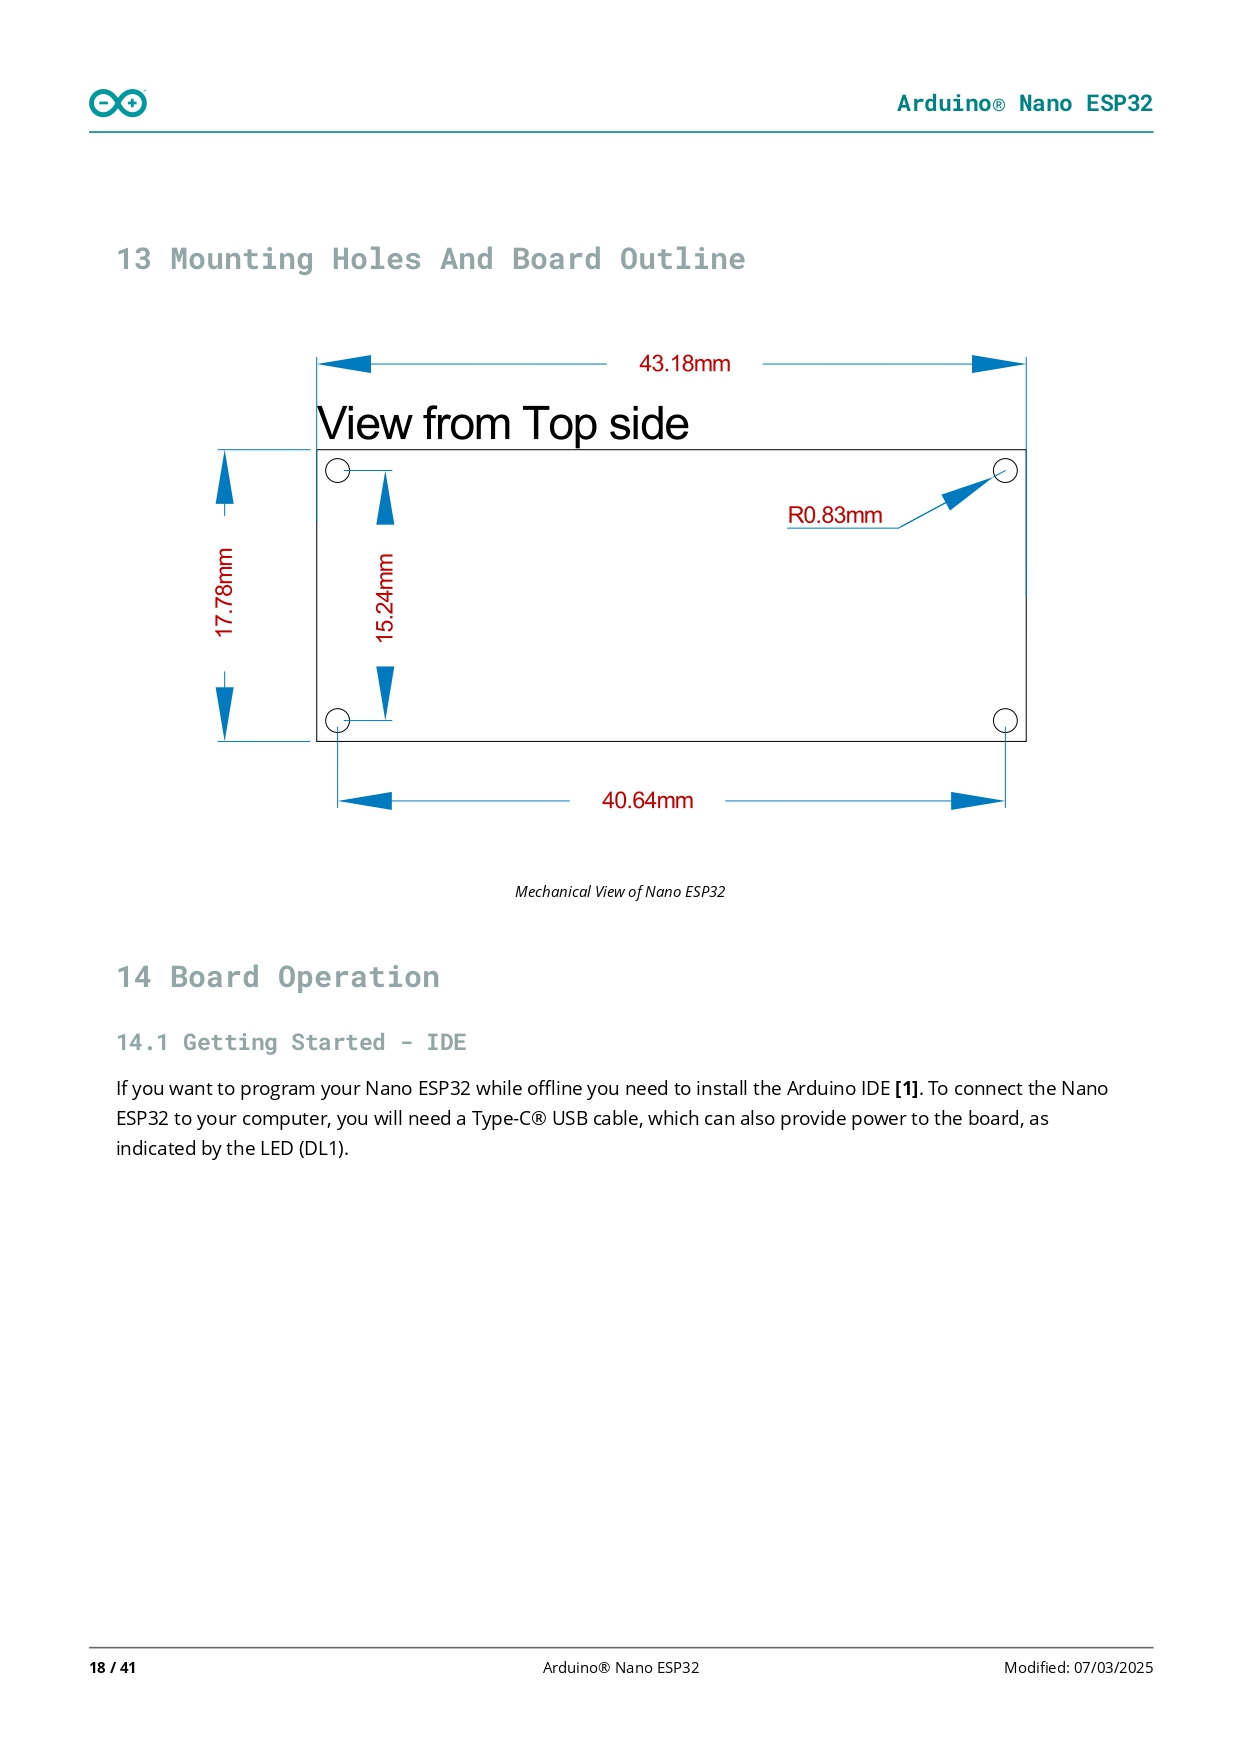 Arduino® Nano ESP32
13 Mounting Holes And Board Outline
43.18mm
View from Top side
R0.83mm
17.78mm
15.24mm
40.64mm
Mechanical View of Nano ESP32
14 Board Operation
14.1 Getting Started - IDE
If you want to program your Nano ESP32 while offline you need to install the Arduino IDE [1]. To connect the Nano
ESP32 to your computer, you will need a Type-C® USB cable, which can also provide power to the board, as
indicated by the LED (DL1).
18 / 41
Arduino® Nano ESP32
Modified: 07/03/2025